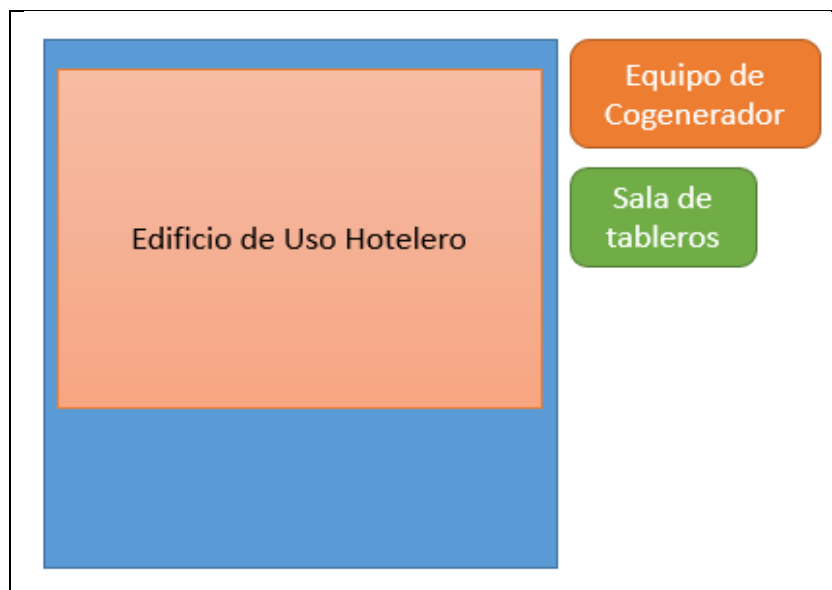 Equipo de
Cogenerador
Sala de
tableros
Edificio de Uso Hotelero